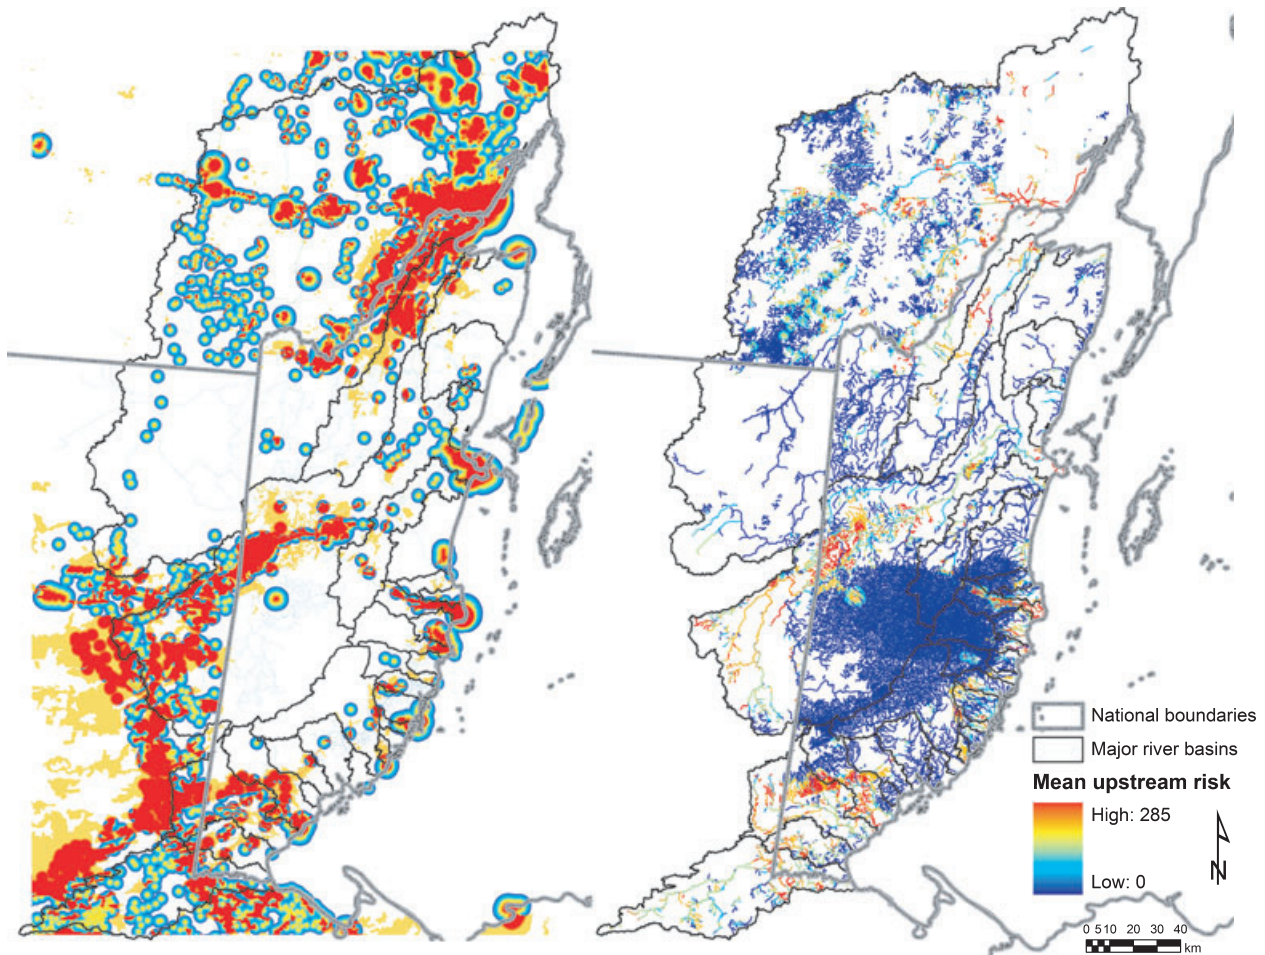 National boundaries
Major river basins
Mean upstream risk
High: 285
Low: 0
N
0 5 10 20 30 40
km